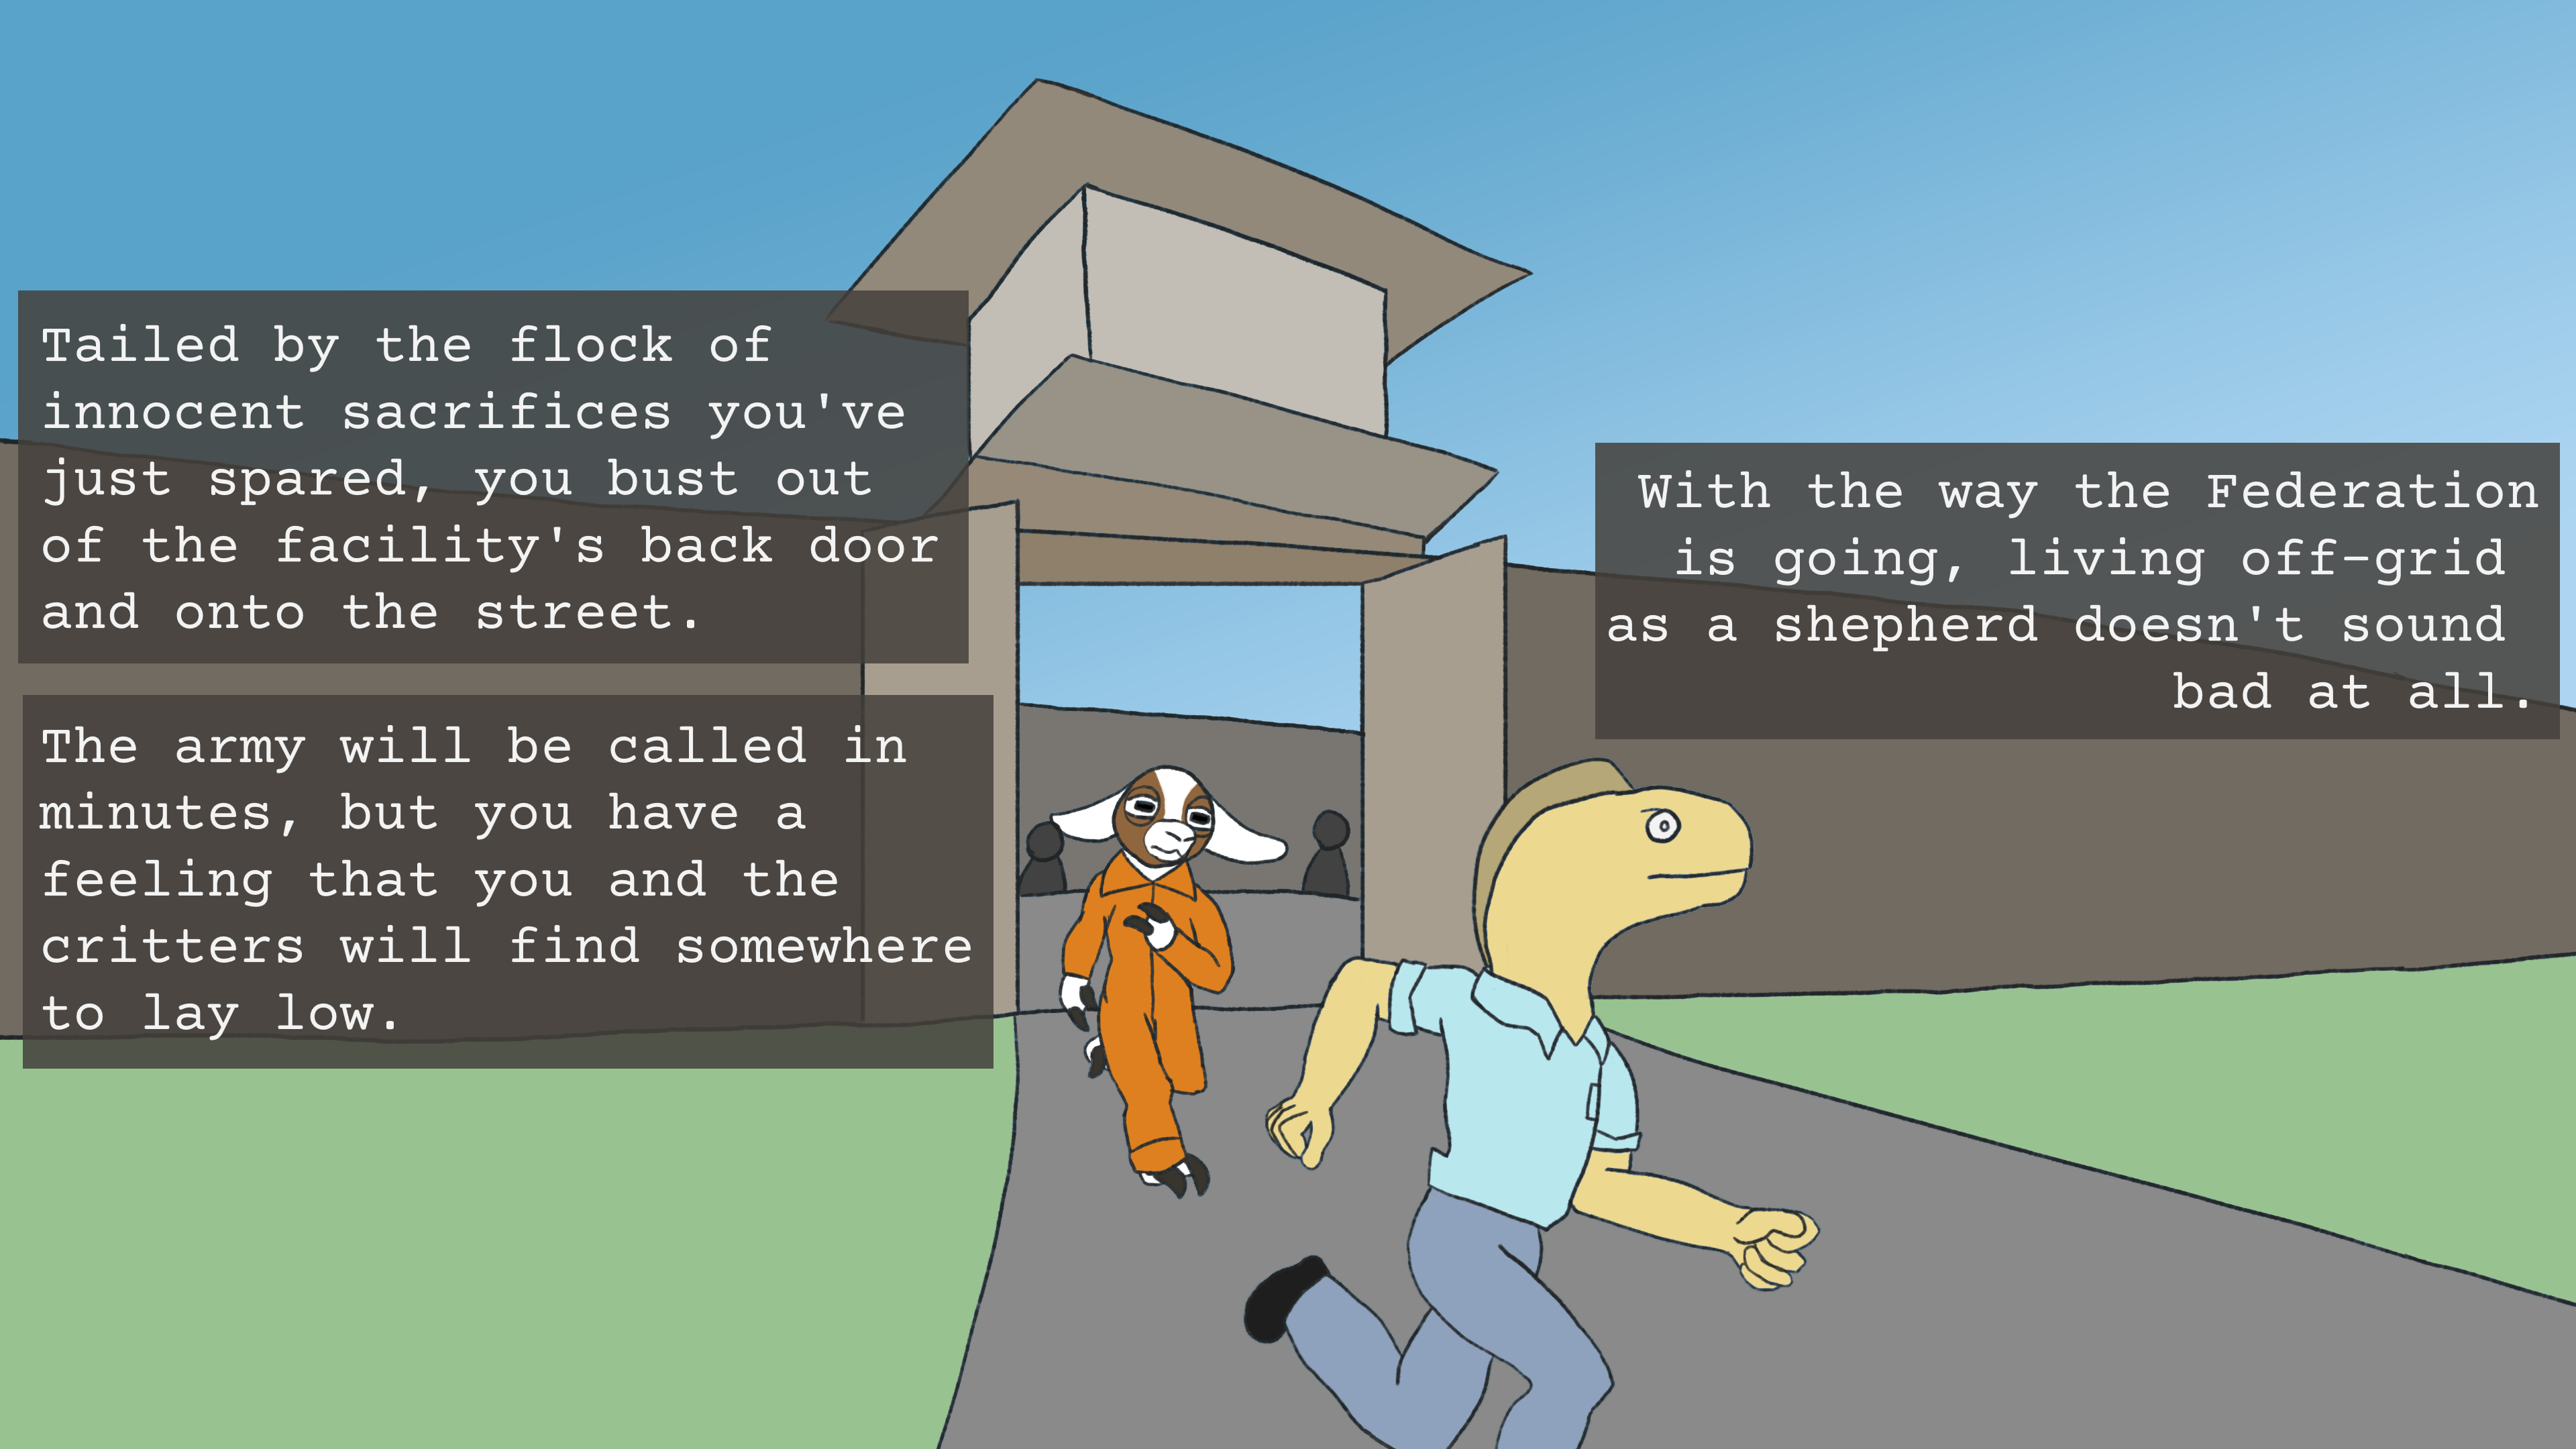 Tailed by the flock of
innocent sacrifices you've
just spared, you bust out
of the facility's back door
and onto the street.
The army will be called in
minutes, but you have a
feeling that you and the
critters will find somewhere
to lay low.
With the way the Federation
is going, living off-grid
as a shepherd doesn't sound
bad at all.